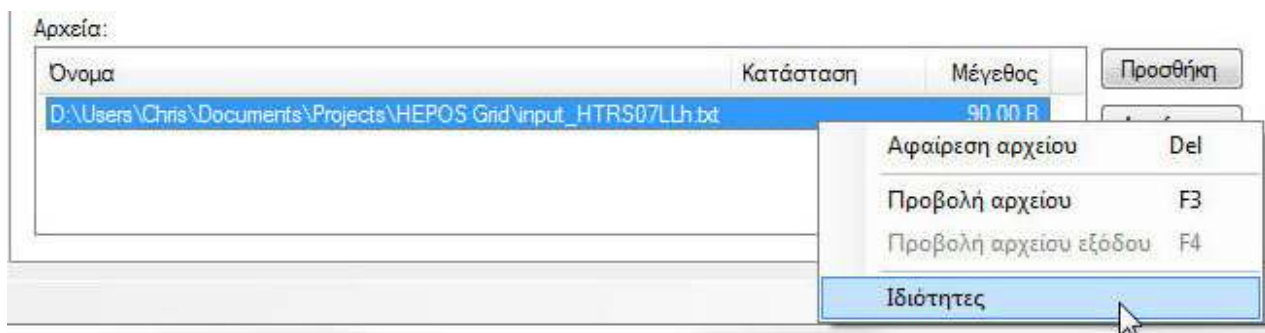 Αρχεία:
Όνομα Κατάσταση Μέγεθος Προσθήκη
D:\Users\Chris\Documents\Projects\HEPOS Grid\input_HTRS07LLh.txt 90.00 B
Αφαίρεση αρχείου Del
Προβολή αρχείου F3
Προβολή αρχείου εξόδου F4
Ιδιότητες